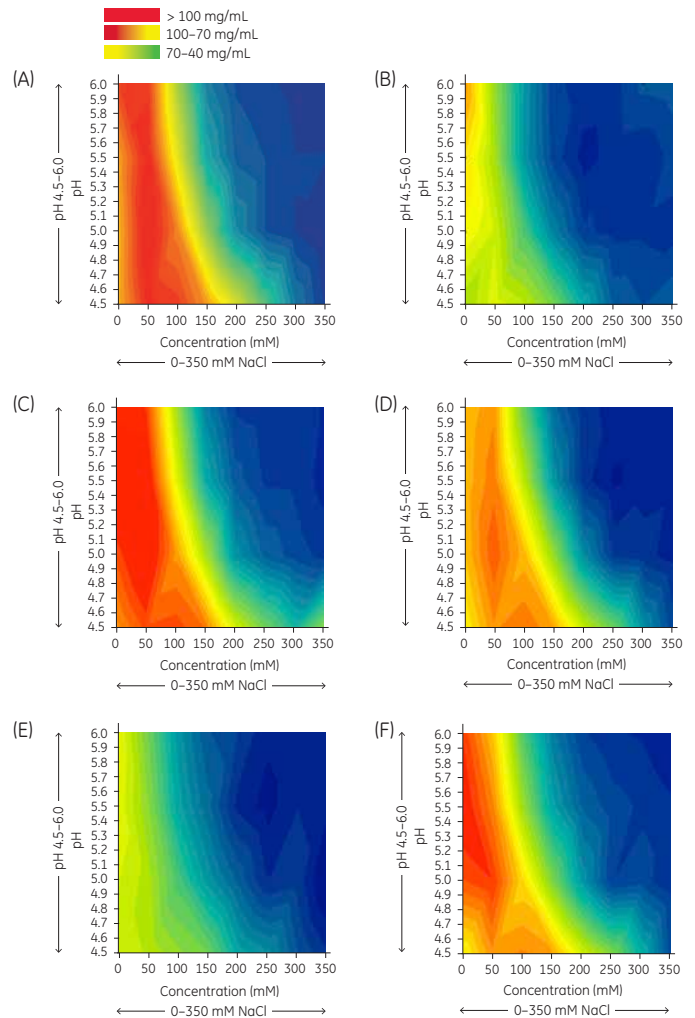 > 100 mg/mL
100–70 mg/mL
70–40 mg/mL
(A)
pH 4.5–6.0
pH
6.0
5.9
5.8
5.7
5.6
5.5
5.4
5.3
5.2
5.1
5.0
4.9
4.8
4.7
4.6
4.5
0 50 100 150 200 250 300 350
Concentration (mM)
0–350 mM NaCl
(B)
pH 4.5–6.0
pH
6.0
5.9
5.8
5.7
5.6
5.5
5.4
5.3
5.2
5.1
5.0
4.9
4.8
4.7
4.6
4.5
0 50 100 150 200 250 300 350
Concentration (mM)
0–350 mM NaCl
(C)
pH 4.5–6.0
pH
6.0
5.9
5.8
5.7
5.6
5.5
5.4
5.3
5.2
5.1
5.0
4.9
4.8
4.7
4.6
4.5
0 50 100 150 200 250 300 350
Concentration (mM)
0–350 mM NaCl
(D)
pH 4.5–6.0
pH
6.0
5.9
5.8
5.7
5.6
5.5
5.4
5.3
5.2
5.1
5.0
4.9
4.8
4.7
4.6
4.5
0 50 100 150 200 250 300 350
Concentration (mM)
0–350 mM NaCl
(E)
pH 4.5–6.0
pH
6.0
5.9
5.8
5.7
5.6
5.5
5.4
5.3
5.2
5.1
5.0
4.9
4.8
4.7
4.6
4.5
0 50 100 150 200 250 300 350
Concentration (mM)
0–350 mM NaCl
(F)
pH 4.5–6.0
pH
6.0
5.9
5.8
5.7
5.6
5.5
5.4
5.3
5.2
5.1
5.0
4.9
4.8
4.7
4.6
4.5
0 50 100 150 200 250 300 350
Concentration (mM)
0–350 mM NaCl